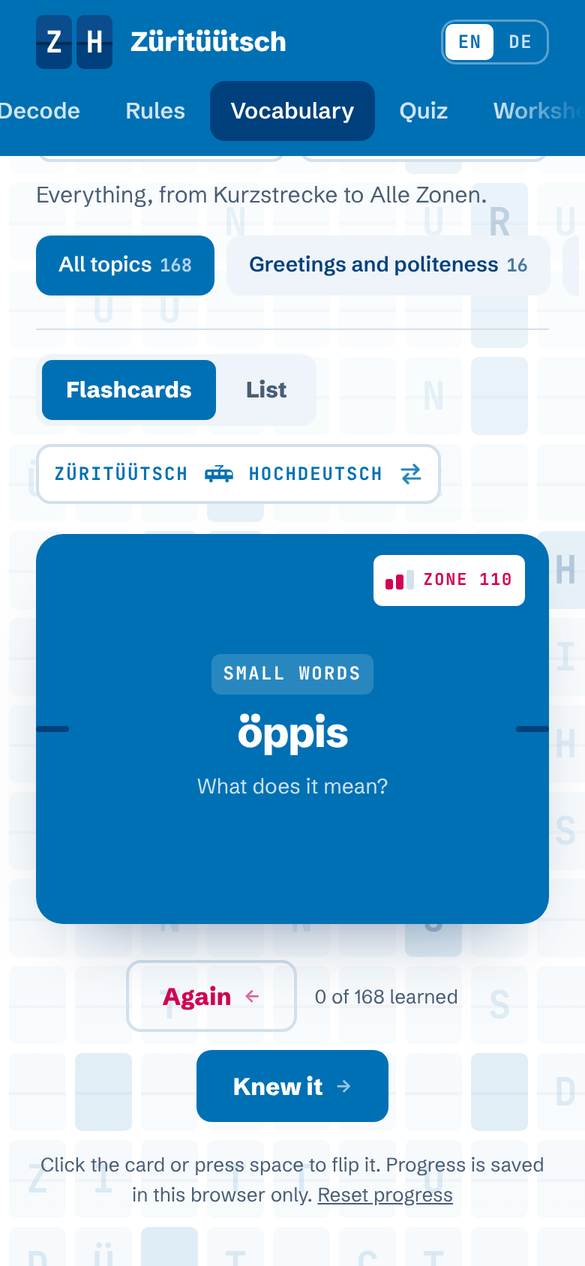 Z H Züritüütsch EN DE
Decode Rules Vocabulary Quiz Worksh
Everything, from Kurzstrecke to Alle Zonen.
All topics 168 Greetings and politeness 16
Flashcards List
ZÜRITÜÜTSCH HOCHDEUTSCH
ZONE 110
SMALL WORDS
öppis
What does it mean?
Again ← 0 of 168 learned
Knew it →
Click the card or press space to flip it. Progress is saved
in this browser only. Reset progress